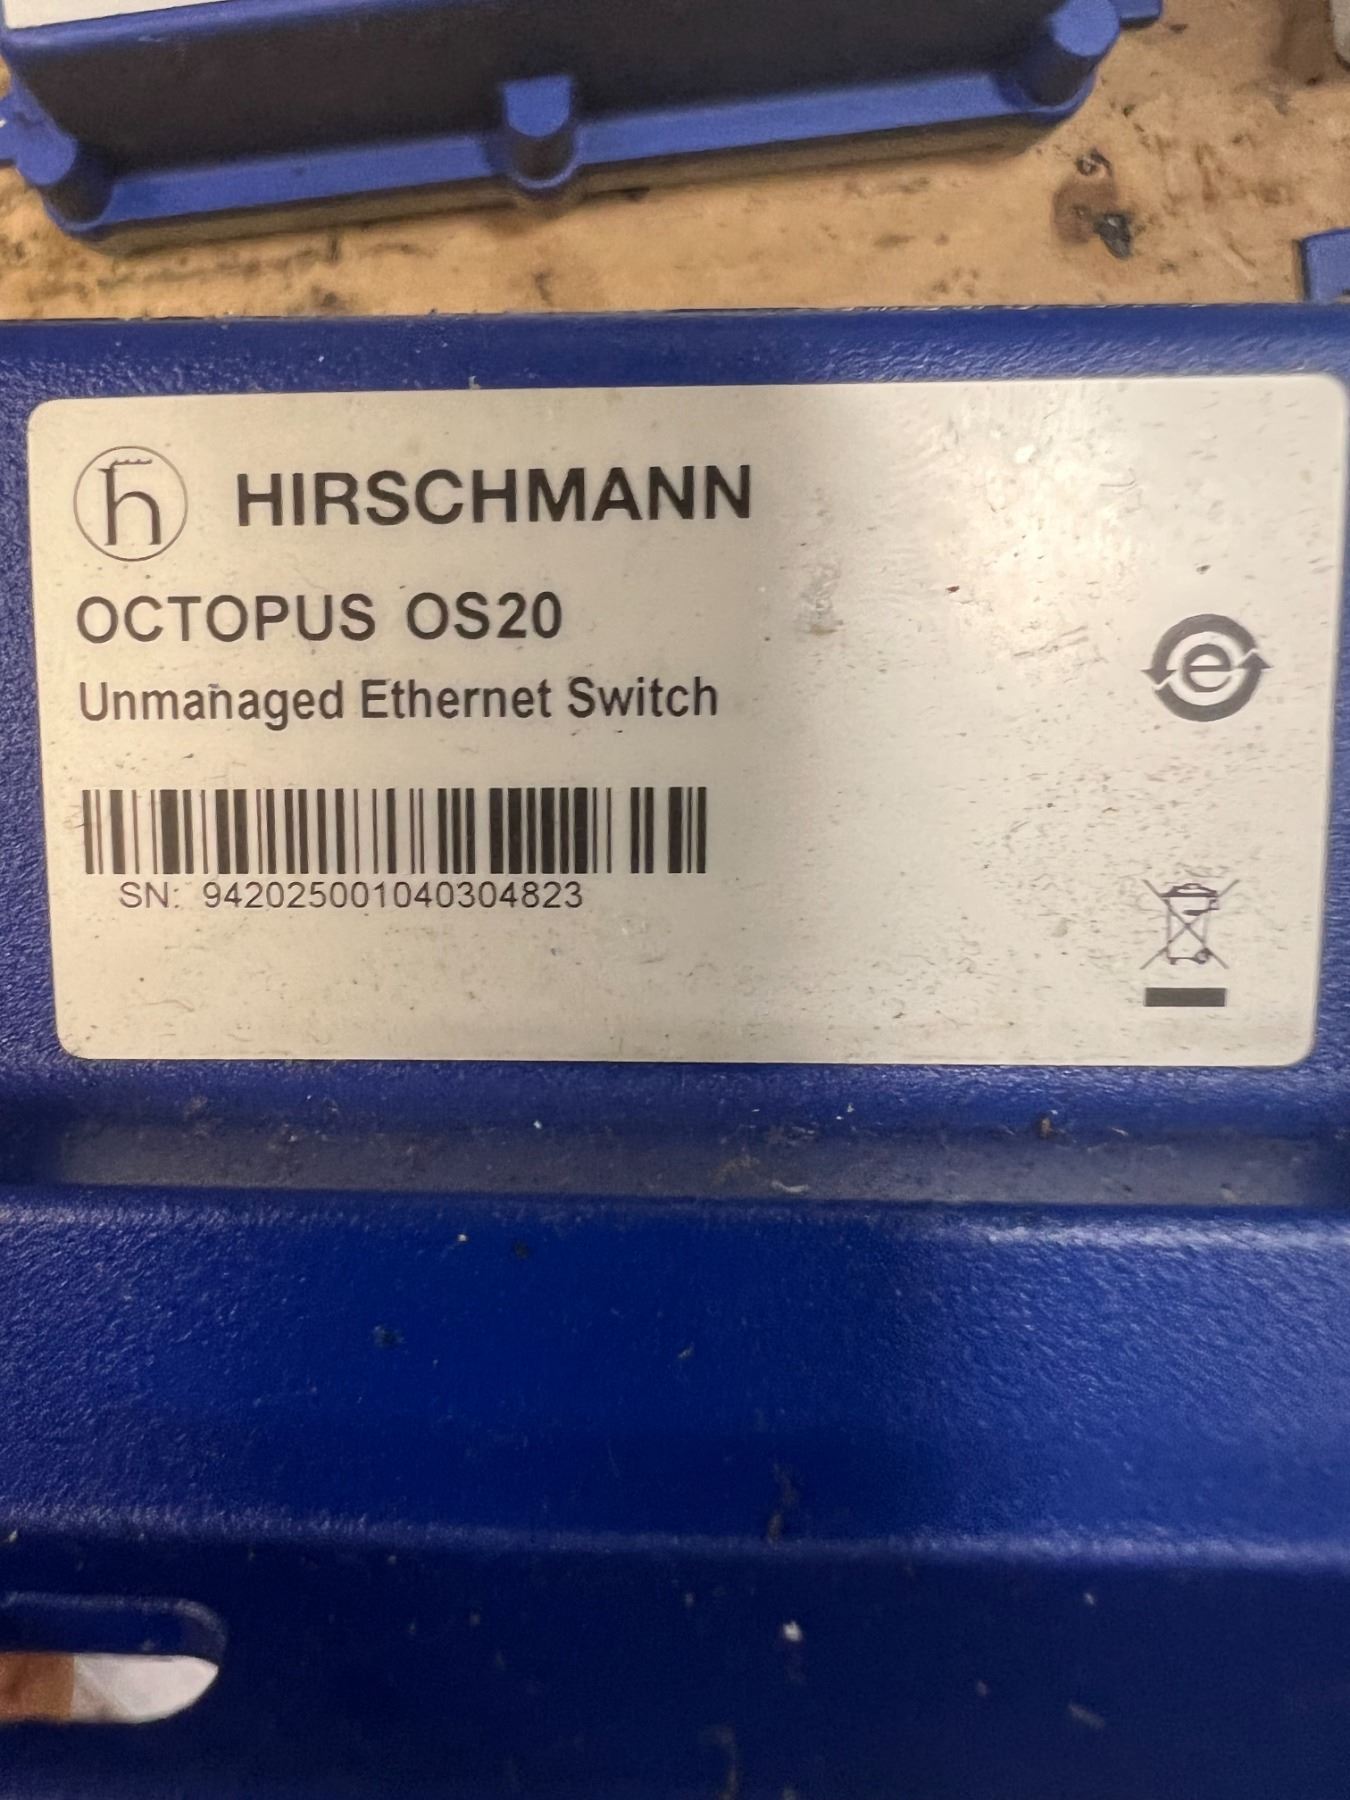 h HIRSCHMANN
OCTOPUS OS20
Unmanaged Ethernet Switch
e
SN: 942025001040304823